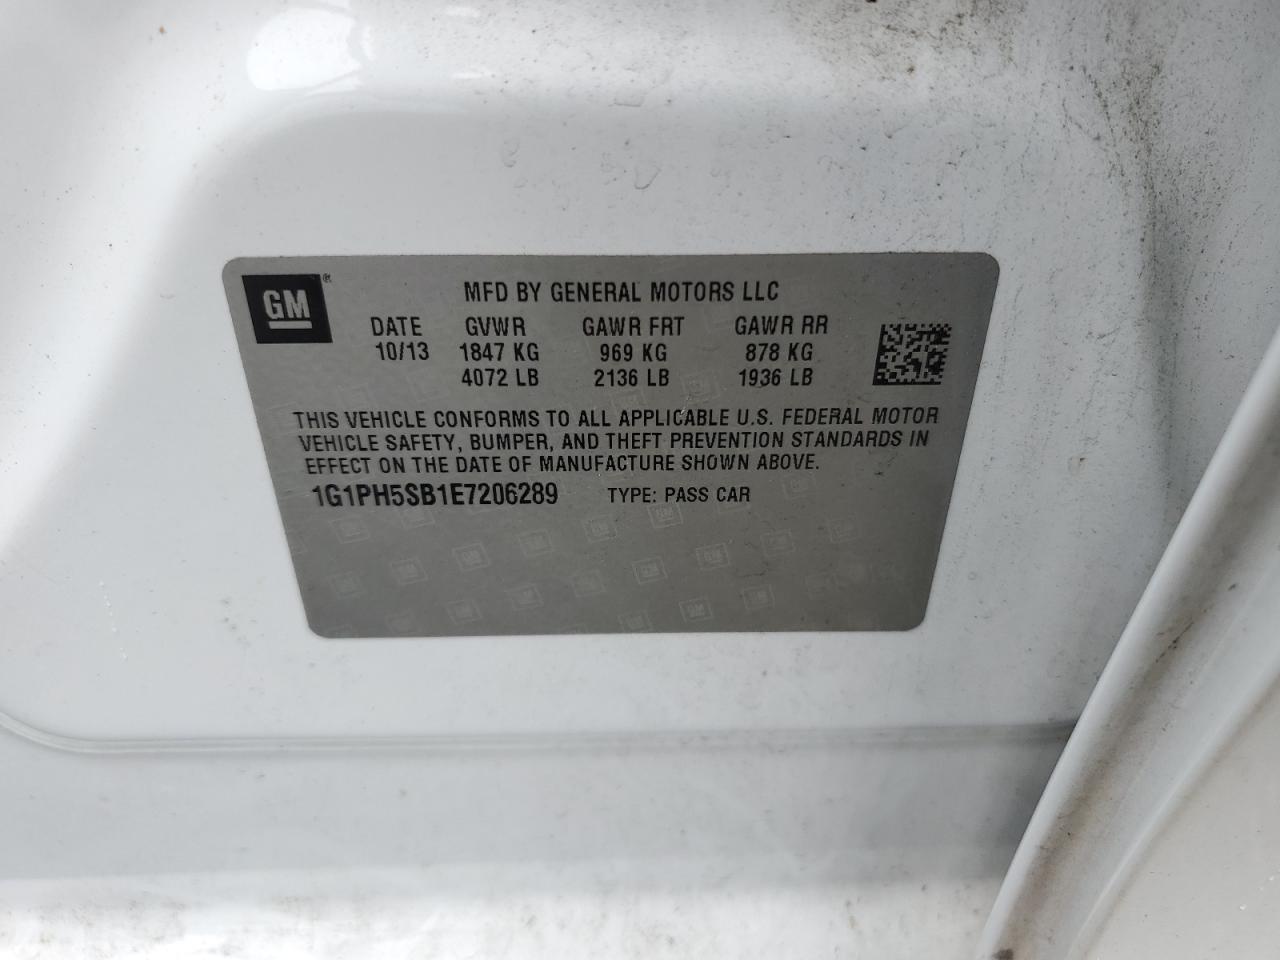 GM®
MFD BY GENERAL MOTORS LLC
DATE GVWR GAWR FRT GAWR RR
10/13 1847 KG 969 KG 878 KG
4072 LB 2136 LB 1936 LB
THIS VEHICLE CONFORMS TO ALL APPLICABLE U.S. FEDERAL MOTOR
VEHICLE SAFETY, BUMPER, AND THEFT PREVENTION STANDARDS IN
EFFECT ON THE DATE OF MANUFACTURE SHOWN ABOVE.
1G1PH5SB1E7206289 TYPE: PASS CAR